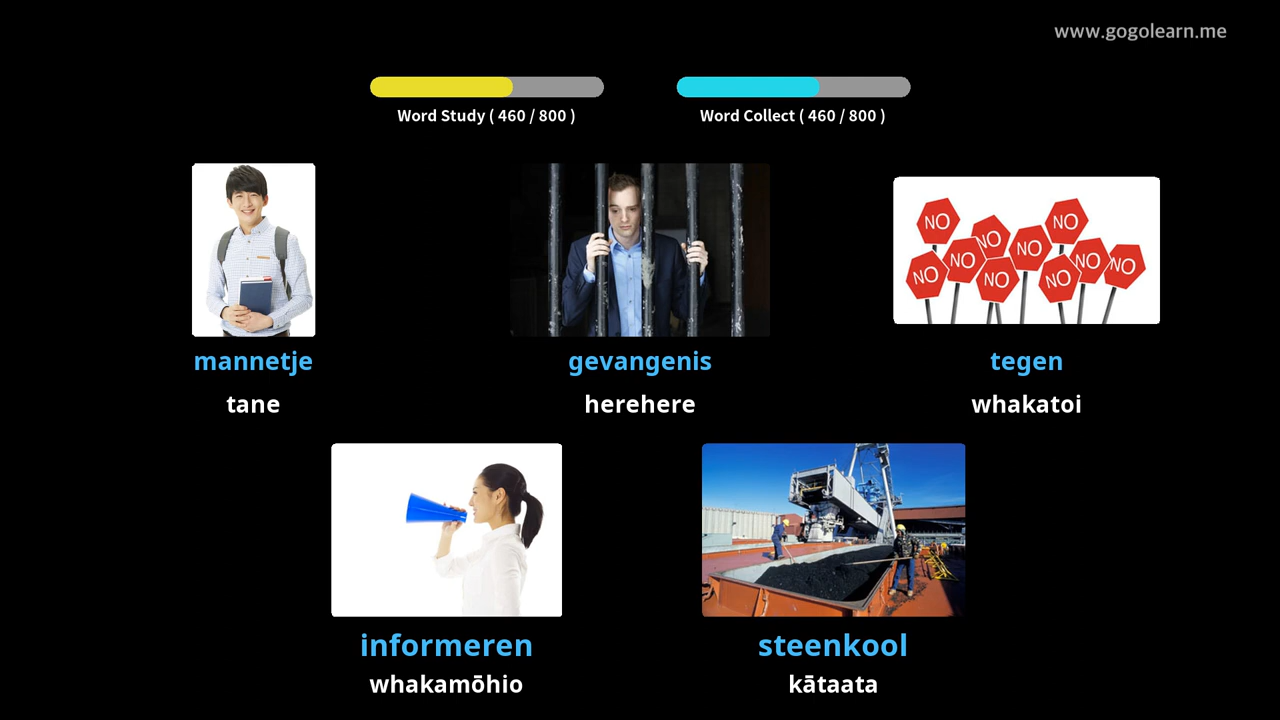 www.gogolearn.me
Word Study ( 460 / 800 )
Word Collect ( 460 / 800 )
NO NO NO NO NO NO NO NO NO NO
mannetje
gevangenis
tegen
tane
herehere
whakatoi
informeren
steenkool
whakamōhio
kātaata